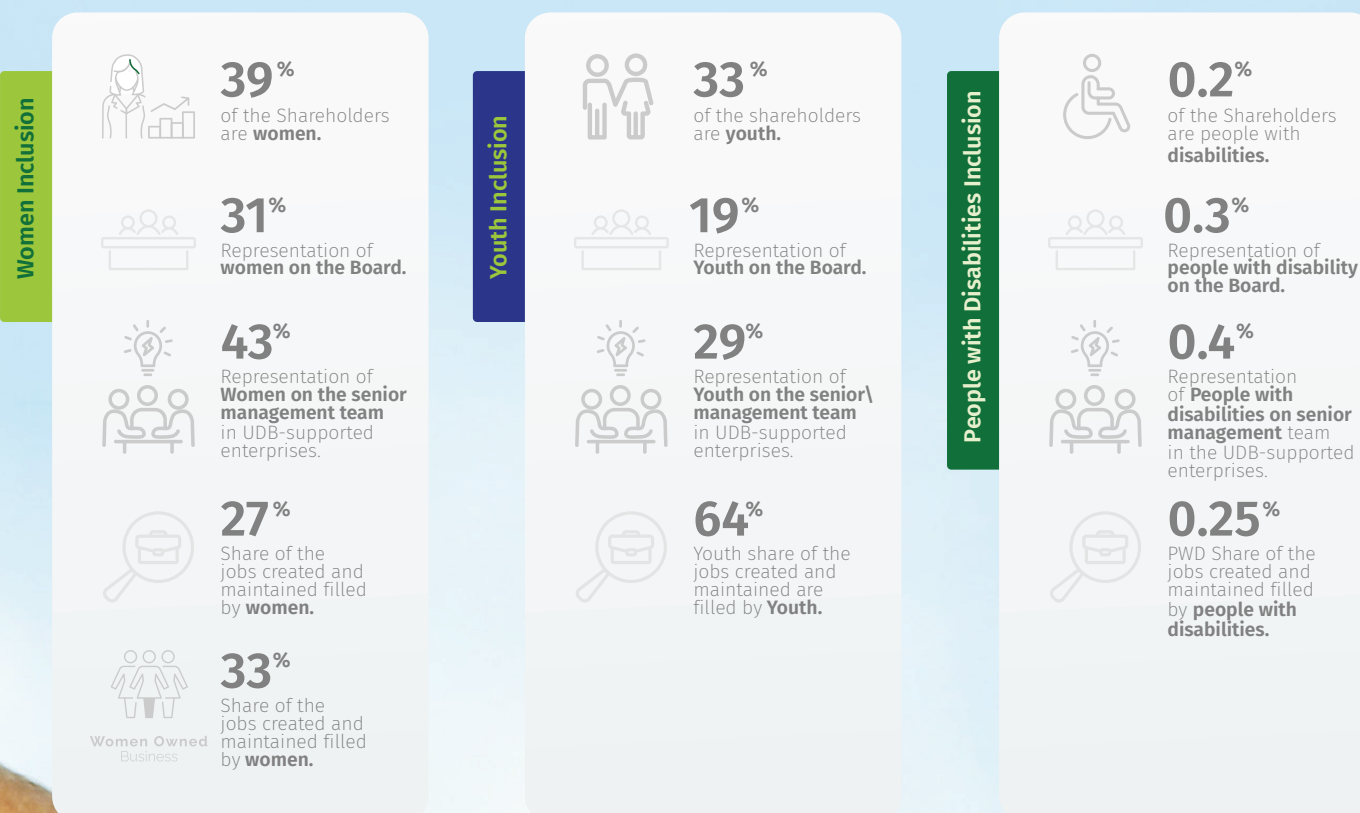 Women Inclusion
39%
of the Shareholders
are women.
31%
Representation of
women on the Board.
43%
Representation of
Women on the senior
management team
in UDB-supported
enterprises.
27%
Share of the
jobs created and
maintained filled
by women.
Women Owned
Business
33%
Share of the
jobs created and
maintained filled
by women.
Youth Inclusion
33%
of the shareholders
are youth.
19%
Representation of
Youth on the Board.
29%
Representation of
Youth on the senior\
management team
in UDB-supported
enterprises.
64%
Youth share of the
jobs created and
maintained are
filled by Youth.
People with Disabilities Inclusion
0.2%
of the Shareholders
are people with
disabilities.
0.3%
Representation of
people with disability
on the Board.
0.4%
Representation
of People with
disabilities on senior
management team
in the UDB-supported
enterprises.
0.25%
PWD Share of the
jobs created and
maintained filled
by people with
disabilities.